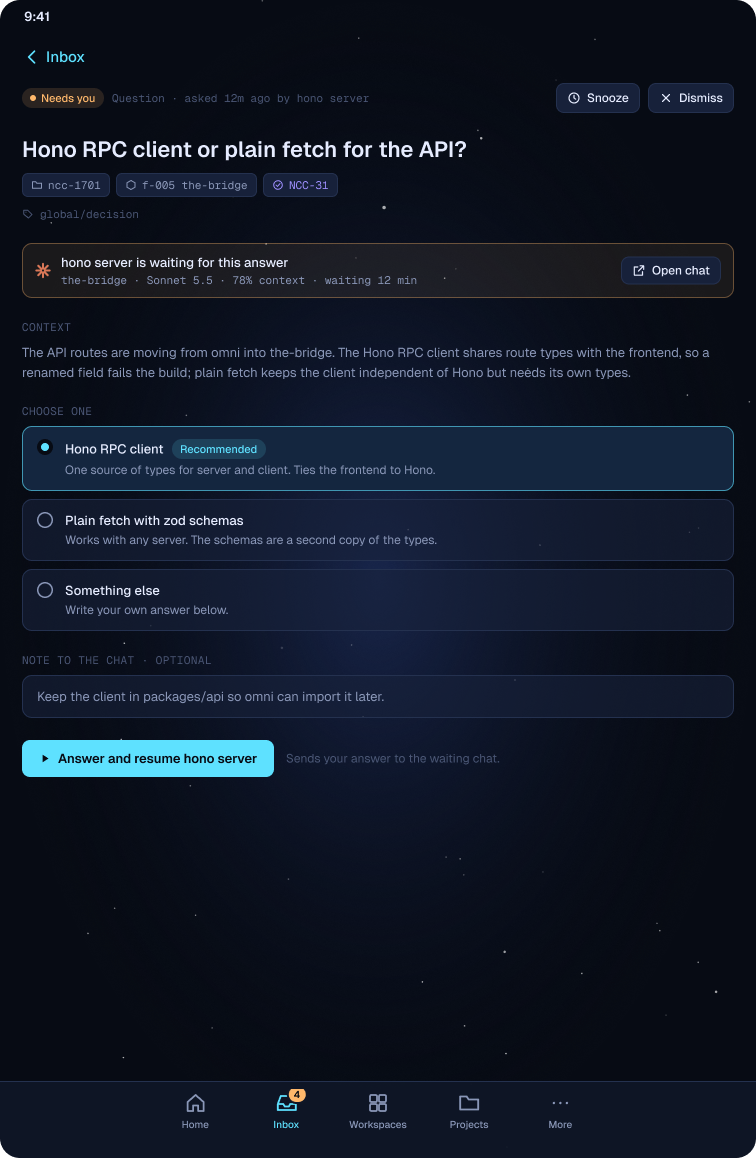 9:41
Inbox
Needs you Question · asked 12m ago by hono server Snooze Dismiss
Hono RPC client or plain fetch for the API?
ncc-1701 f-005 the-bridge NCC-31
global/decision
hono server is waiting for this answer
the-bridge · Sonnet 5.5 · 78% context · waiting 12 min
Open chat
CONTEXT
The API routes are moving from omni into the-bridge. The Hono RPC client shares route types with the frontend, so a
renamed field fails the build; plain fetch keeps the client independent of Hono but needs its own types.
CHOOSE ONE
Hono RPC client Recommended
One source of types for server and client. Ties the frontend to Hono.
Plain fetch with zod schemas
Works with any server. The schemas are a second copy of the types.
Something else
Write your own answer below.
NOTE TO THE CHAT · OPTIONAL
Keep the client in packages/api so omni can import it later.
Answer and resume hono server Sends your answer to the waiting chat.
4
Home Inbox Workspaces Projects More